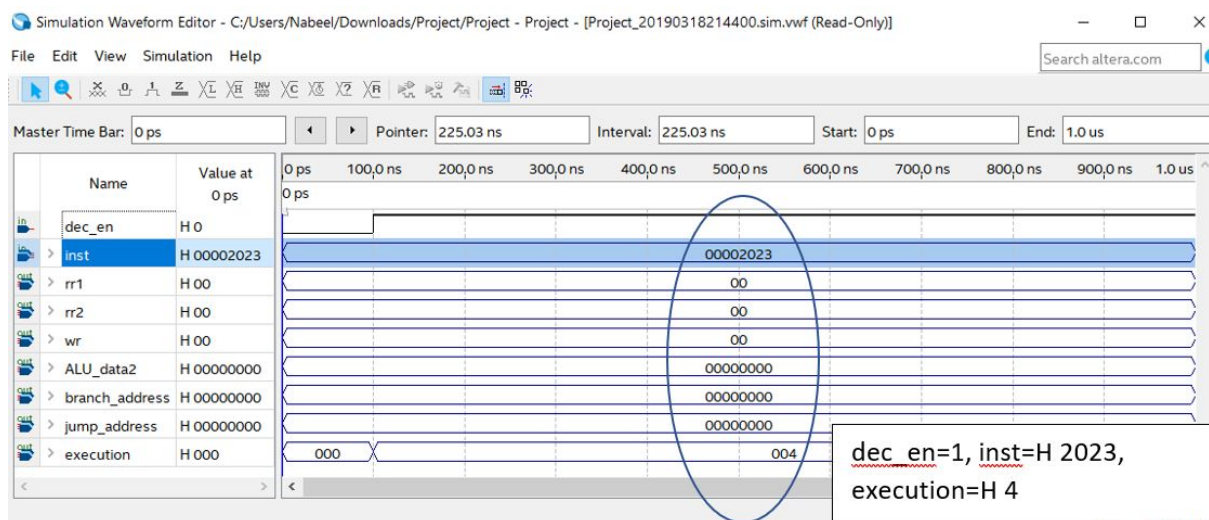 Simulation Waveform Editor - C:/Users/Nabeel/Downloads/Project/Project - Project - [Project_20190318214400.sim.vwf (Read-Only)]
File Edit View Simulation Help
Search altera.com
Master Time Bar: 0 ps Pointer: 225.03 ns Interval: 225.03 ns Start: 0 ps End: 1.0 us
Name Value at 0 ps
0 ps 100.0 ns 200.0 ns 300.0 ns 400.0 ns 500.0 ns 600.0 ns 700.0 ns 800.0 ns 900.0 ns 1.0 us
0 ps
dec_en H 0
inst H 00002023 00002023
rr1 H 00 00
rr2 H 00 00
wr H 00 00
ALU_data2 H 00000000 00000000
branch_address H 00000000 00000000
jump_address H 00000000 00000000
execution H 000 000 004
dec_en=1, inst=H 2023,
execution=H 4